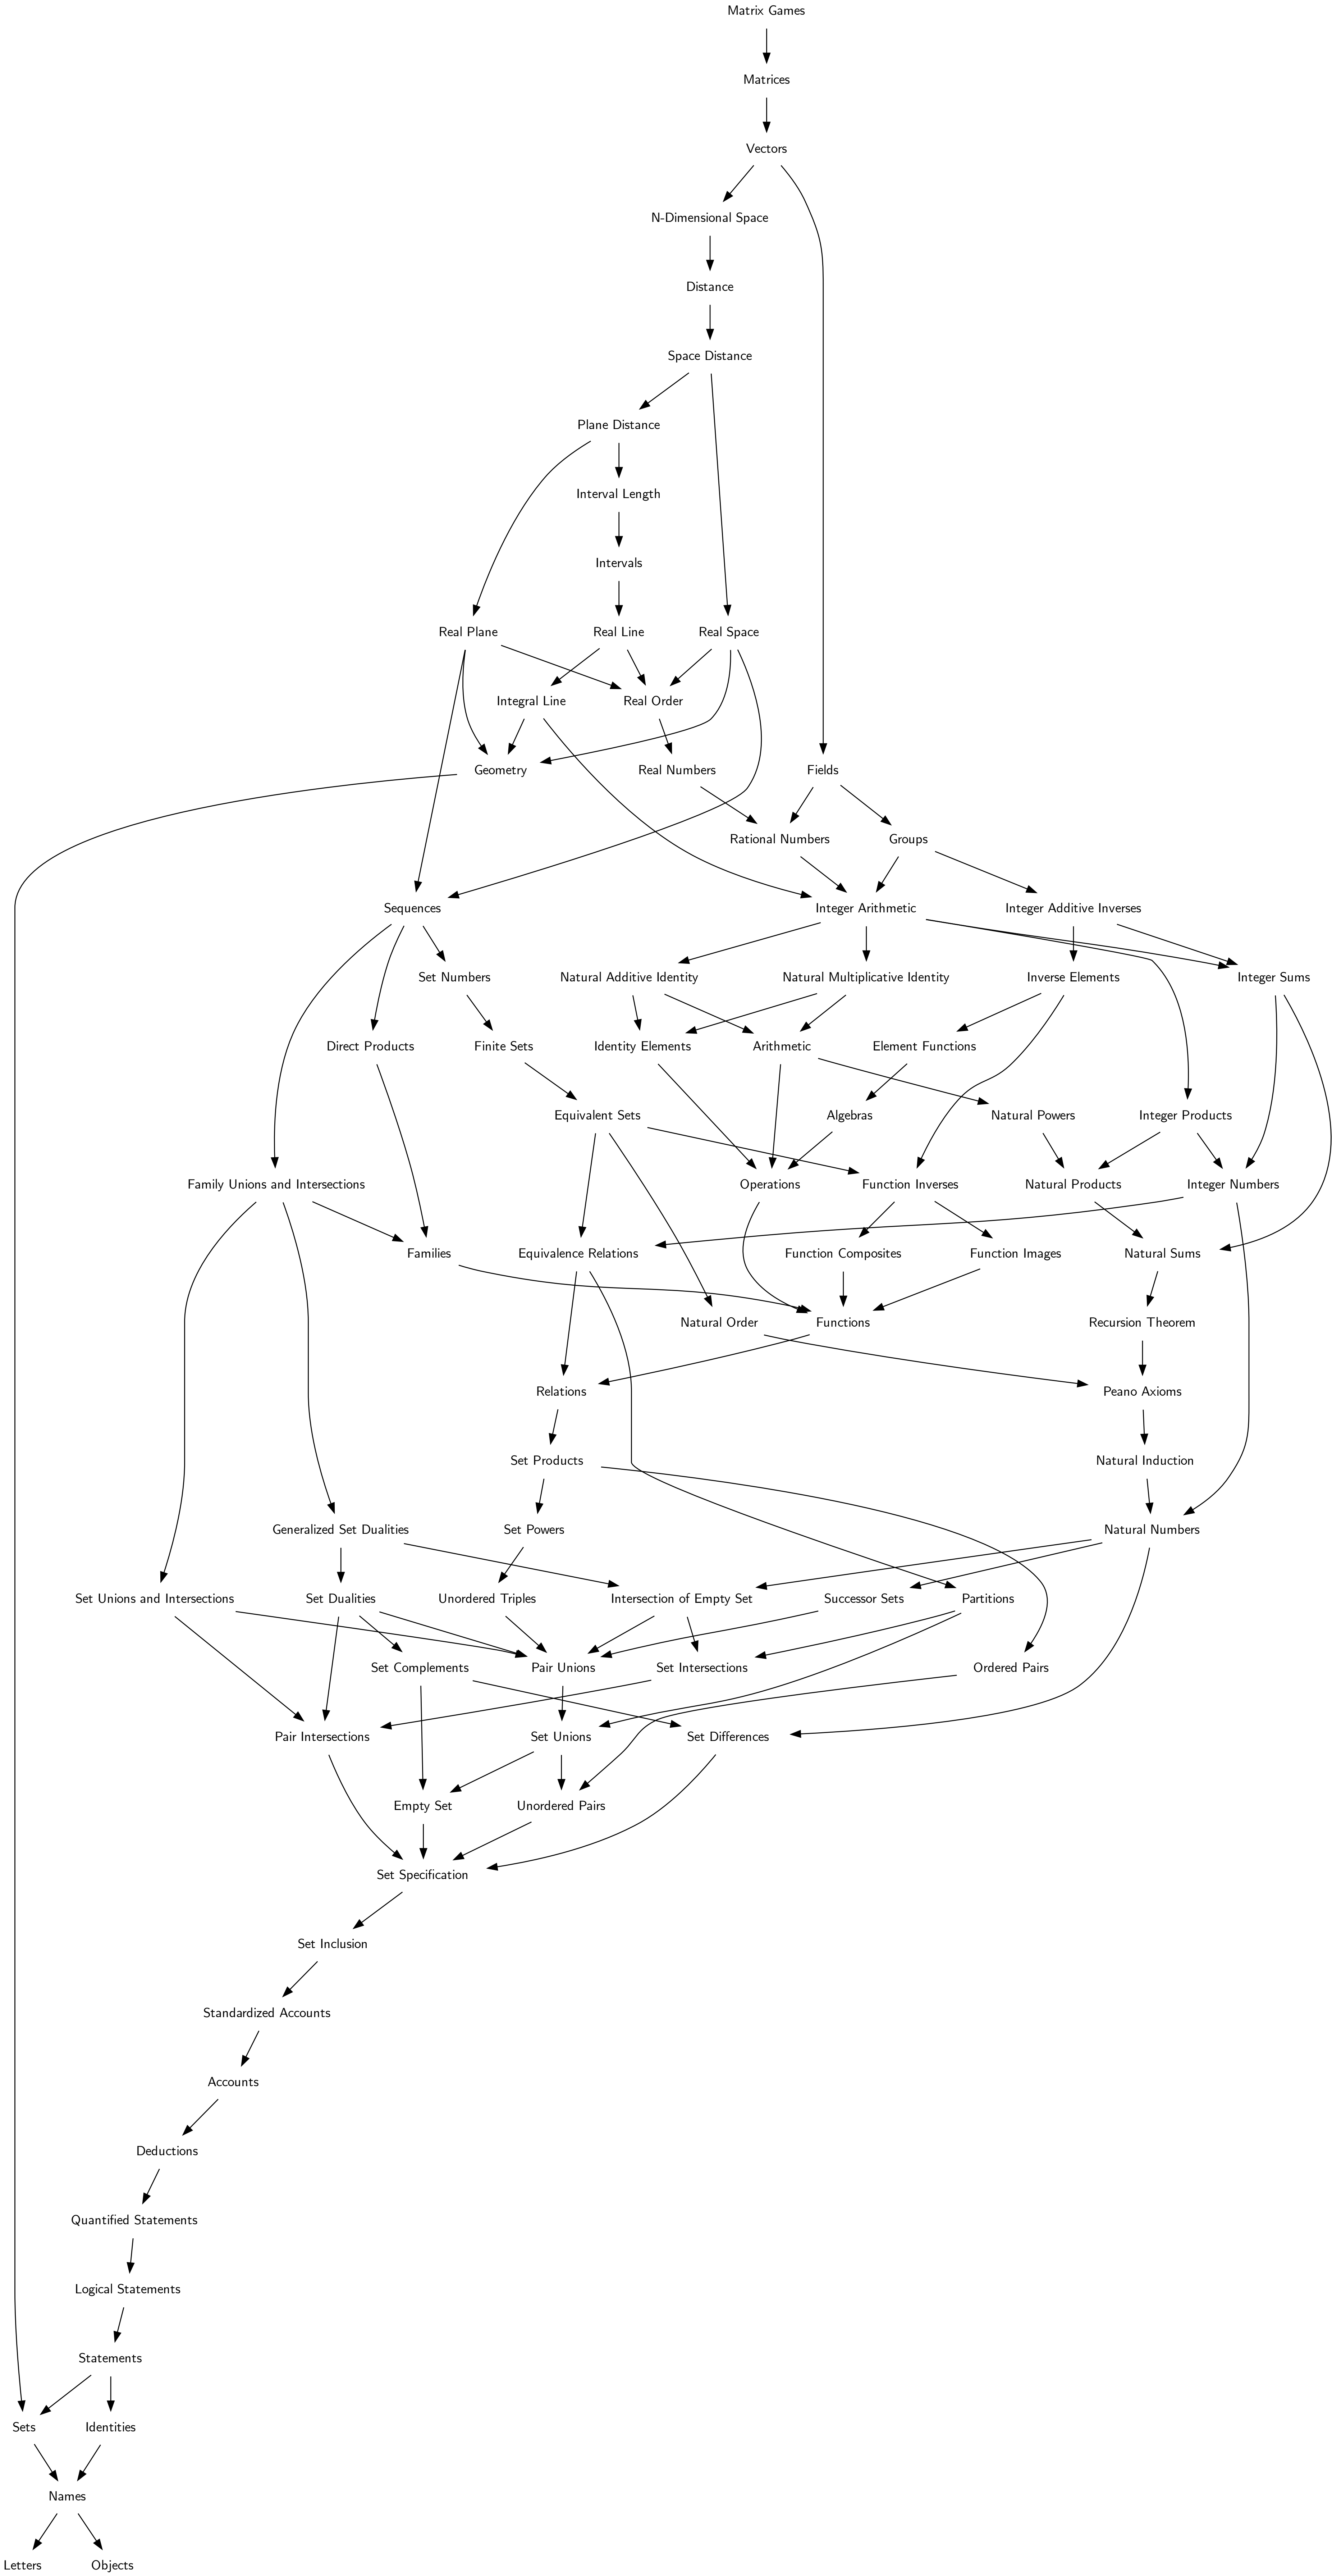 Matrix Games
Matrices
Vectors
N-Dimensional Space
Distance
Space Distance
Plane Distance
Interval Length
Intervals
Real Plane
Real Line
Real Space
Integral Line
Real Order
Geometry
Real Numbers
Fields
Rational Numbers
Groups
Sequences
Integer Arithmetic
Integer Additive Inverses
Set Numbers
Natural Additive Identity
Natural Multiplicative Identity
Inverse Elements
Integer Sums
Direct Products
Finite Sets
Identity Elements
Arithmetic
Element Functions
Equivalent Sets
Algebras
Natural Powers
Integer Products
Family Unions and Intersections
Operations
Function Inverses
Natural Products
Integer Numbers
Families
Equivalence Relations
Function Composites
Function Images
Natural Sums
Natural Order
Functions
Recursion Theorem
Relations
Peano Axioms
Set Products
Natural Induction
Generalized Set Dualities
Set Powers
Natural Numbers
Set Unions and Intersections
Set Dualities
Unordered Triples
Intersection of Empty Set
Successor Sets
Partitions
Set Complements
Pair Unions
Set Intersections
Ordered Pairs
Pair Intersections
Set Unions
Set Differences
Empty Set
Unordered Pairs
Set Specification
Set Inclusion
Standardized Accounts
Accounts
Deductions
Quantified Statements
Logical Statements
Statements
Sets
Identities
Names
Letters
Objects